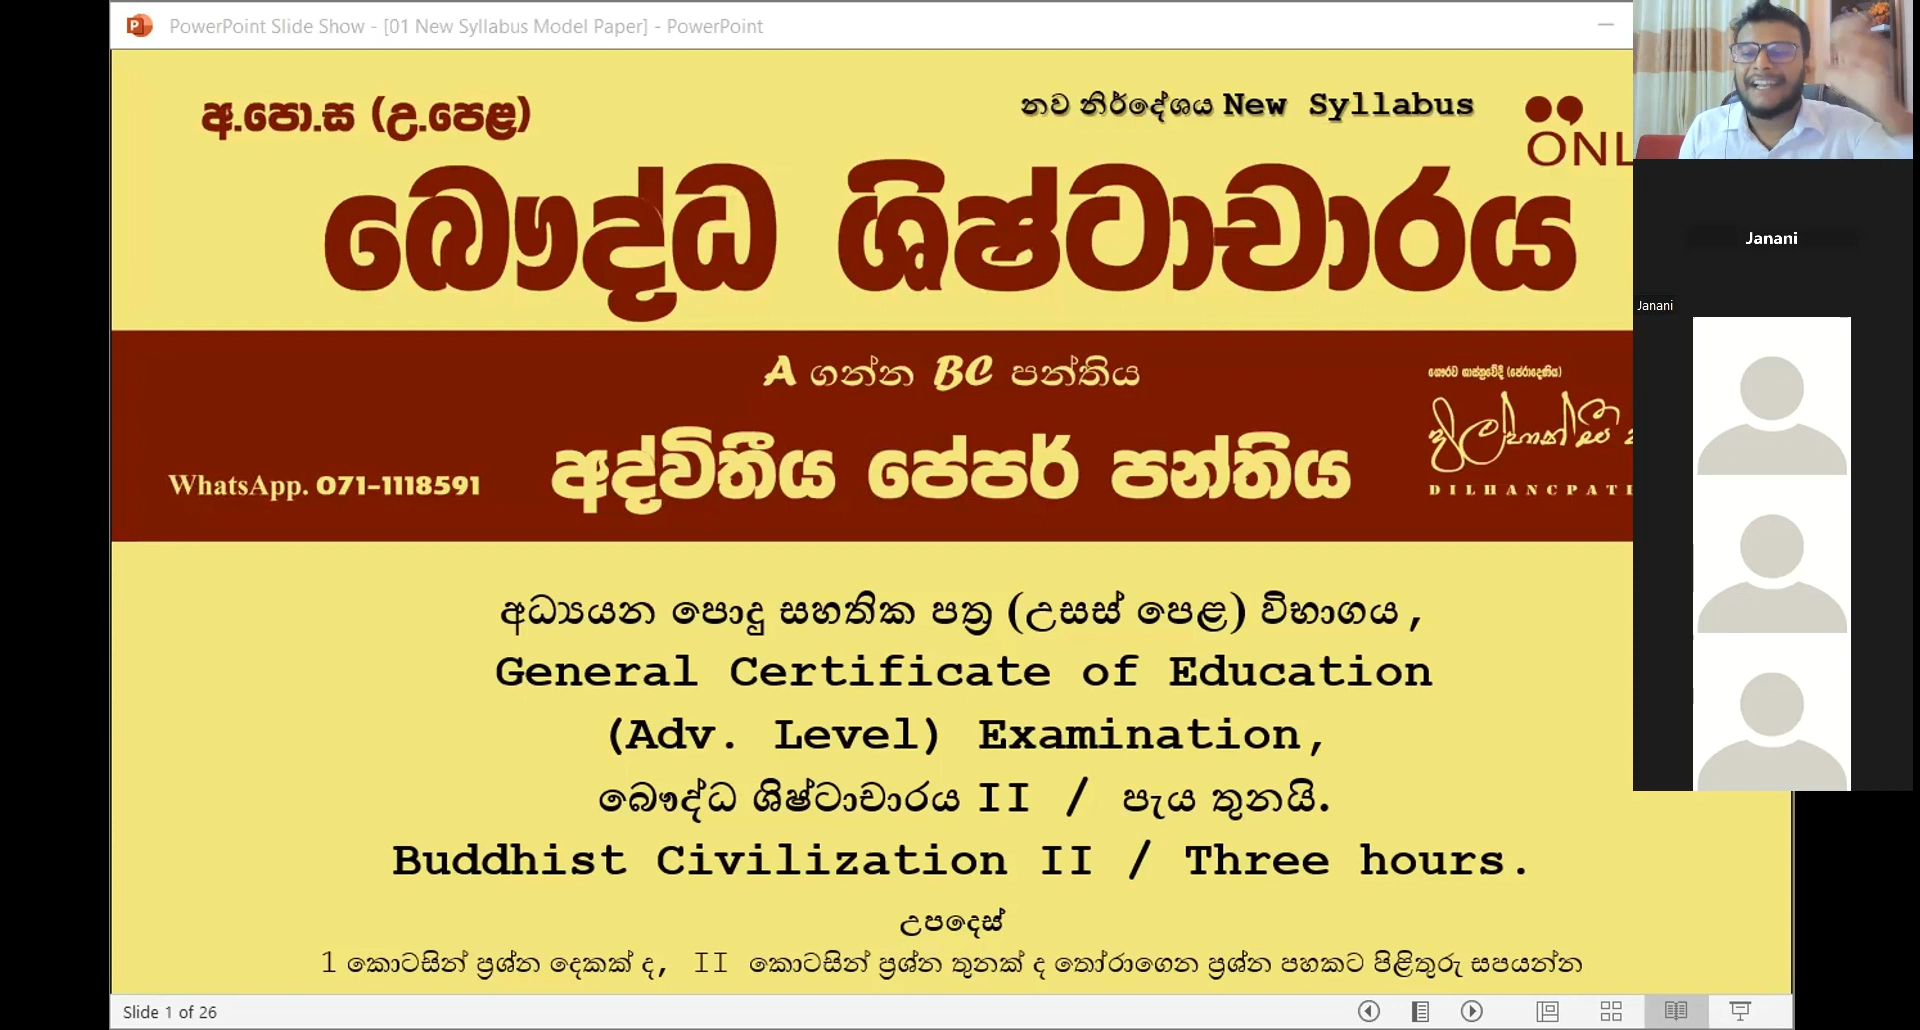 PowerPoint Slide Show - [01 New Syllabus Model Paper] - PowerPoint
අ.පො.ස (උ.පෙළ)
නව නිර්දේශය New Syllabus
ONL
බෞද්ධ ශිෂ්ටාචාරය
Janani
Janani
A ගන්න BC පන්තිය
ගෞරව ශාස්ත්‍රවේදී (පේරාදෙණිය)
අද්විතීය පේපර් පන්තිය
WhatsApp. 071-1118591
DILHANCPATI
අධ්‍යයන පොදු සහතික පත්‍ර (උසස් පෙළ) විභාගය,
General Certificate of Education
(Adv. Level) Examination,
බෞද්ධ ශිෂ්ටාචාරය II / පැය තුනයි.
Buddhist Civilization II / Three hours.
උපදෙස්
1 කොටසින් ප්‍රශ්න දෙකක් ද, II කොටසින් ප්‍රශ්න තුනක් ද තෝරාගෙන ප්‍රශ්න පහකට පිළිතුරු සපයන්න
Slide 1 of 26